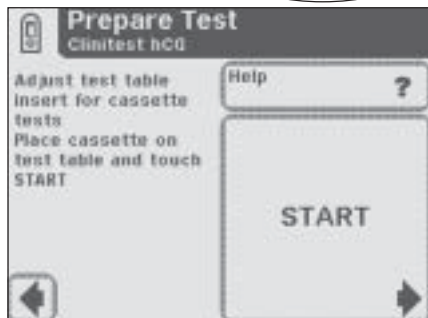 Prepare Test
Clinitest hCG
Adjust test table
insert for cassette
tests
Place cassette on
test table and touch
START
Help
?
START